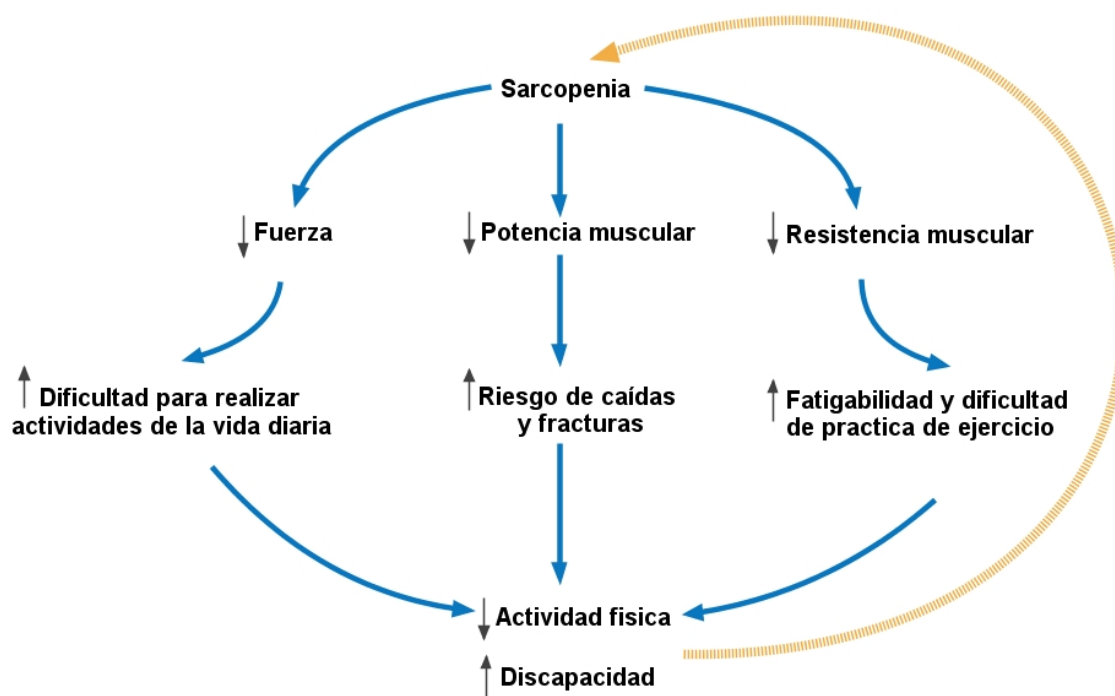 Sarcopenia
Fuerza
Potencia muscular
Resistencia muscular
Dificultad para realizar
actividades de la vida diaria
Riesgo de caídas
y fracturas
Fatigabilidad y dificultad
de practica de ejercicio
Actividad fisica
Discapacidad